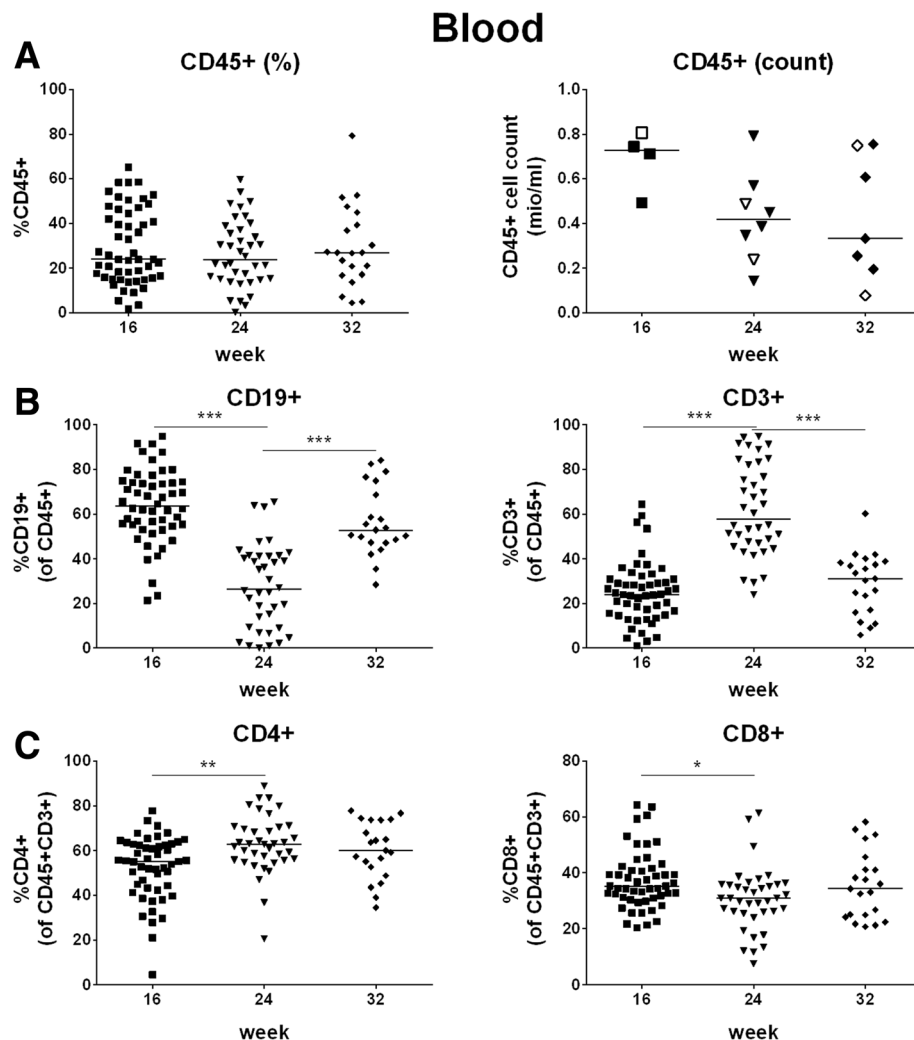 Blood
A
CD45+ (%)
%CD45+
100
80
60
40
20
0
16
24
32
week
CD45+ (count)
CD45+ cell count
(mio/ml)
1.0
0.8
0.6
0.4
0.2
0.0
16
24
32
week
B
CD19+
***
***
%CD19+
(of CD45+)
100
80
60
40
20
0
16
24
32
week
CD3+
***
***
%CD3+
(of CD45+)
100
80
60
40
20
0
16
24
32
week
C
CD4+
**
%CD4+
(of CD45+CD3+)
100
80
60
40
20
0
16
24
32
week
CD8+
*
%CD8+
(of CD45+CD3+)
80
60
40
20
0
16
24
32
week